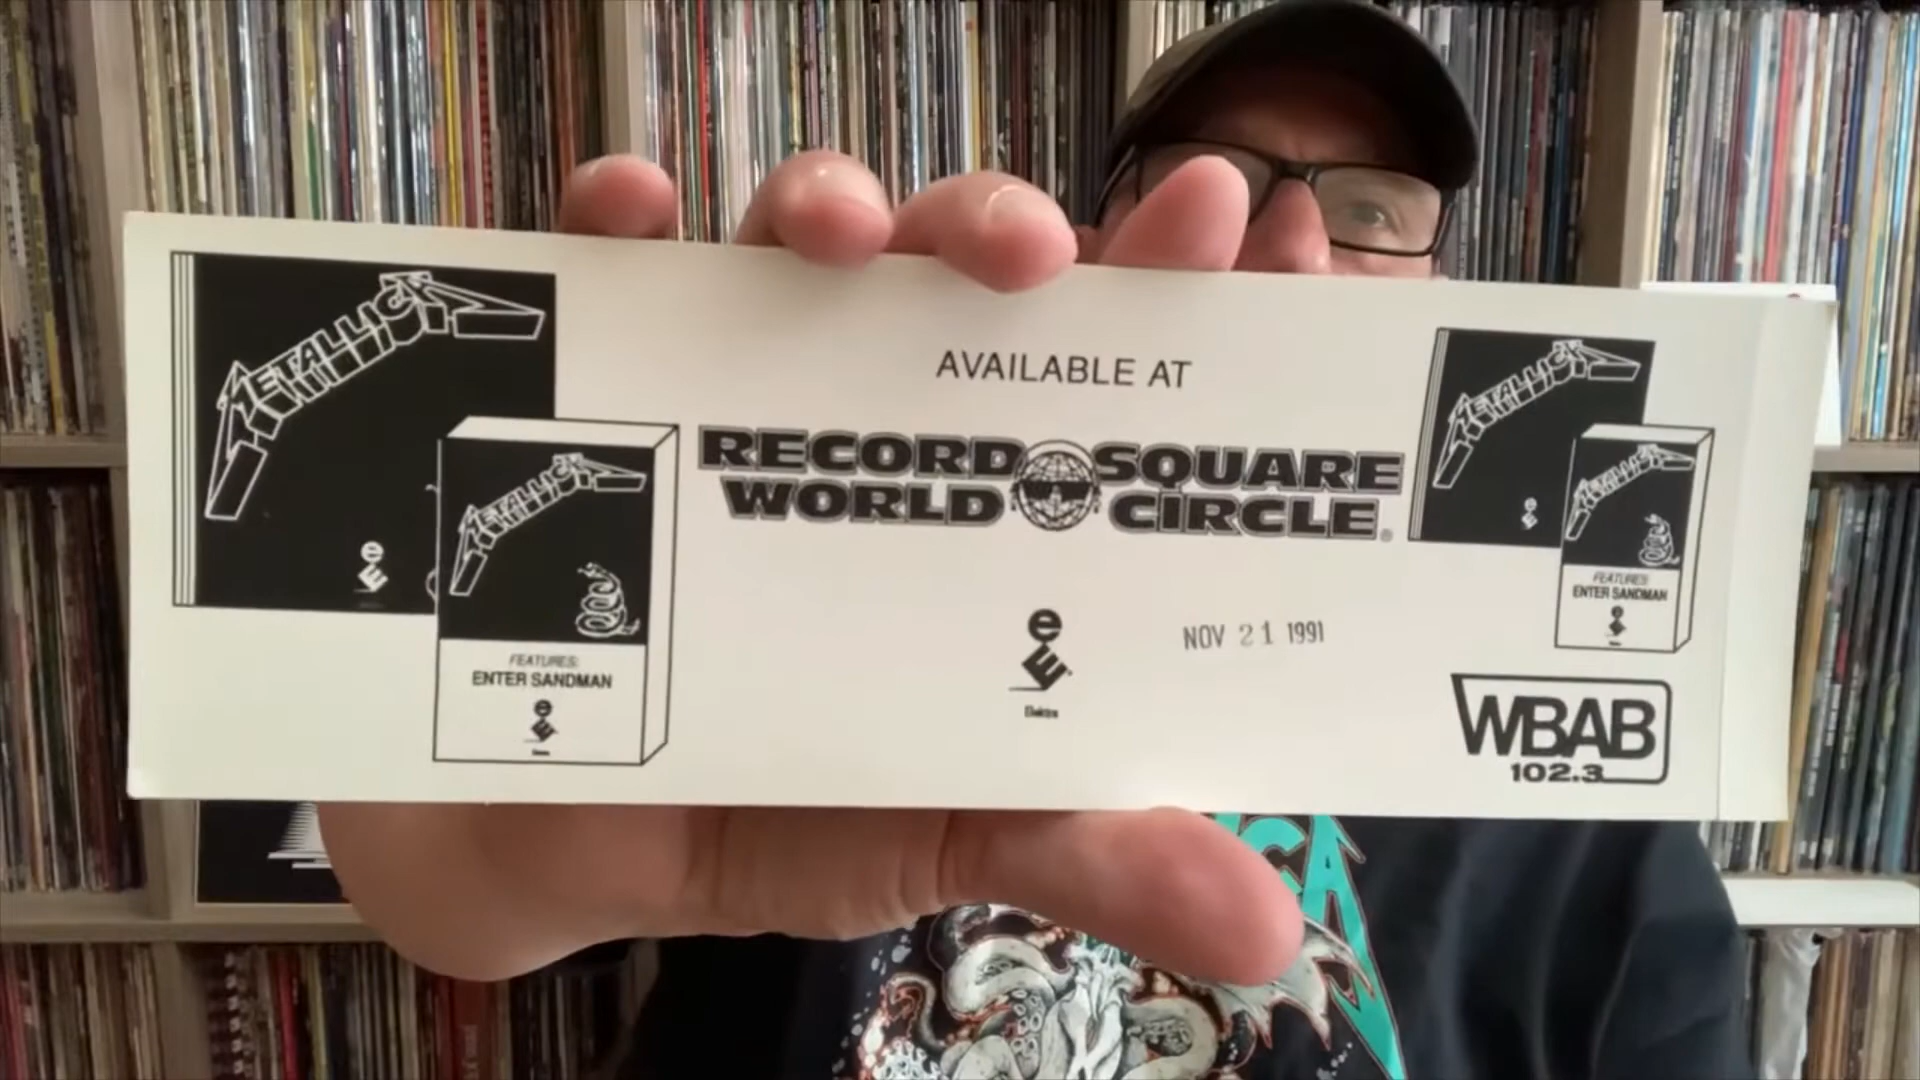 METALLICA
e
E
METALLICA
FEATURES:
ENTER SANDMAN
e
E
AVAILABLE AT
RECORD SQUARE
WORLD CIRCLE®
e
E
Elektra
NOV 21 1991
METALLICA
e
E
METALLICA
FEATURES:
ENTER SANDMAN
e
E
WBAB
102.3